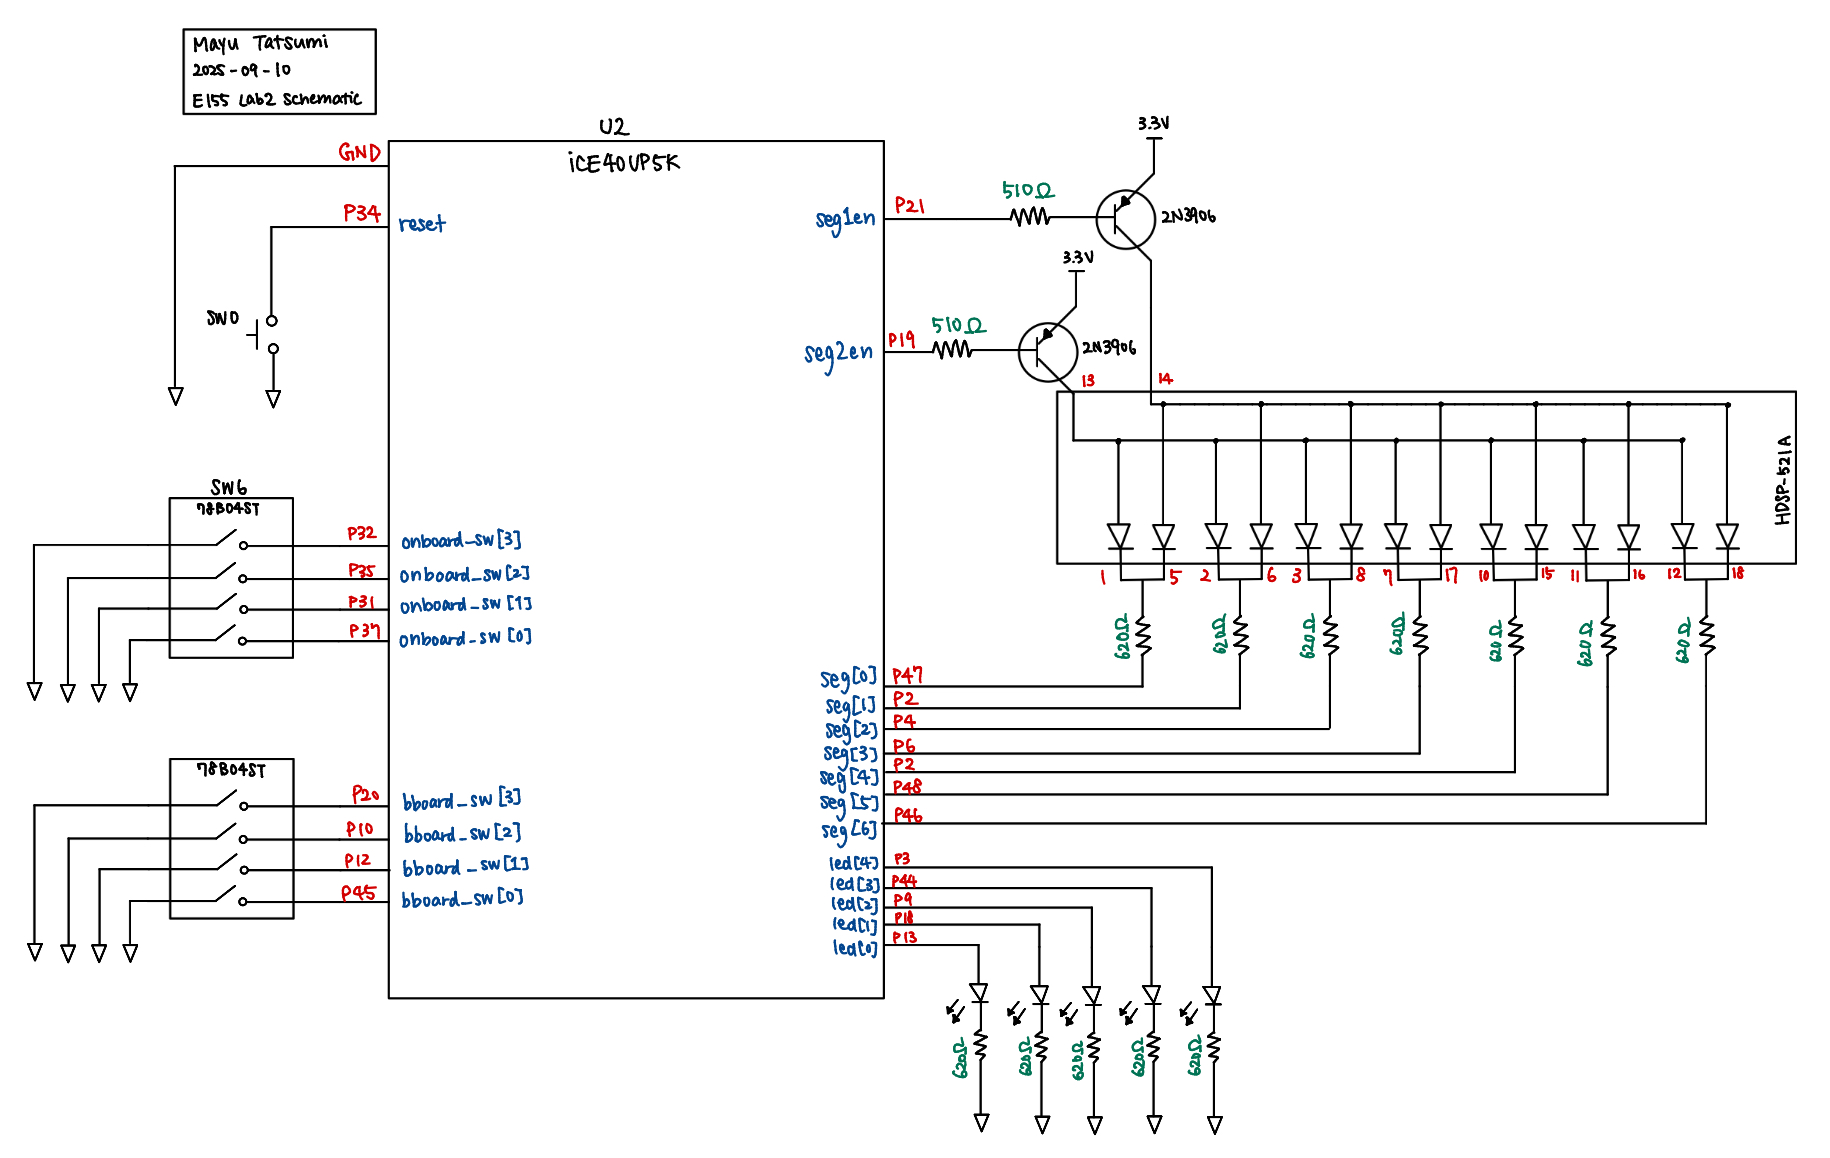 Mayu Tatsumi
2025-09-10
E155 Lab2 Schematic
U2
iCE40UP5K
GND
P34
reset
SW0
SW6
78B04ST
P32
onboard_sw[3]
P35
onboard_sw[2]
P31
onboard_sw[1]
P37
onboard_sw[0]
78B04ST
P20
bboard_sw[3]
P10
bboard_sw[2]
P12
bboard_sw[1]
P45
bboard_sw[0]
seg1en
P21
510Ω
3.3V
2N3906
seg2en
P19
510Ω
3.3V
2N3906
13
14
HDSP-521A
1
5
2
6
3
8
7
17
10
15
11
16
12
18
620Ω
620Ω
620Ω
620Ω
620Ω
620Ω
620Ω
seg[0]
P47
seg[1]
P2
seg[2]
P4
seg[3]
P6
seg[4]
P2
seg[5]
P48
seg[6]
P46
led[4]
P3
led[3]
P44
led[2]
P9
led[1]
P18
led[0]
P13
620Ω
620Ω
620Ω
620Ω
620Ω